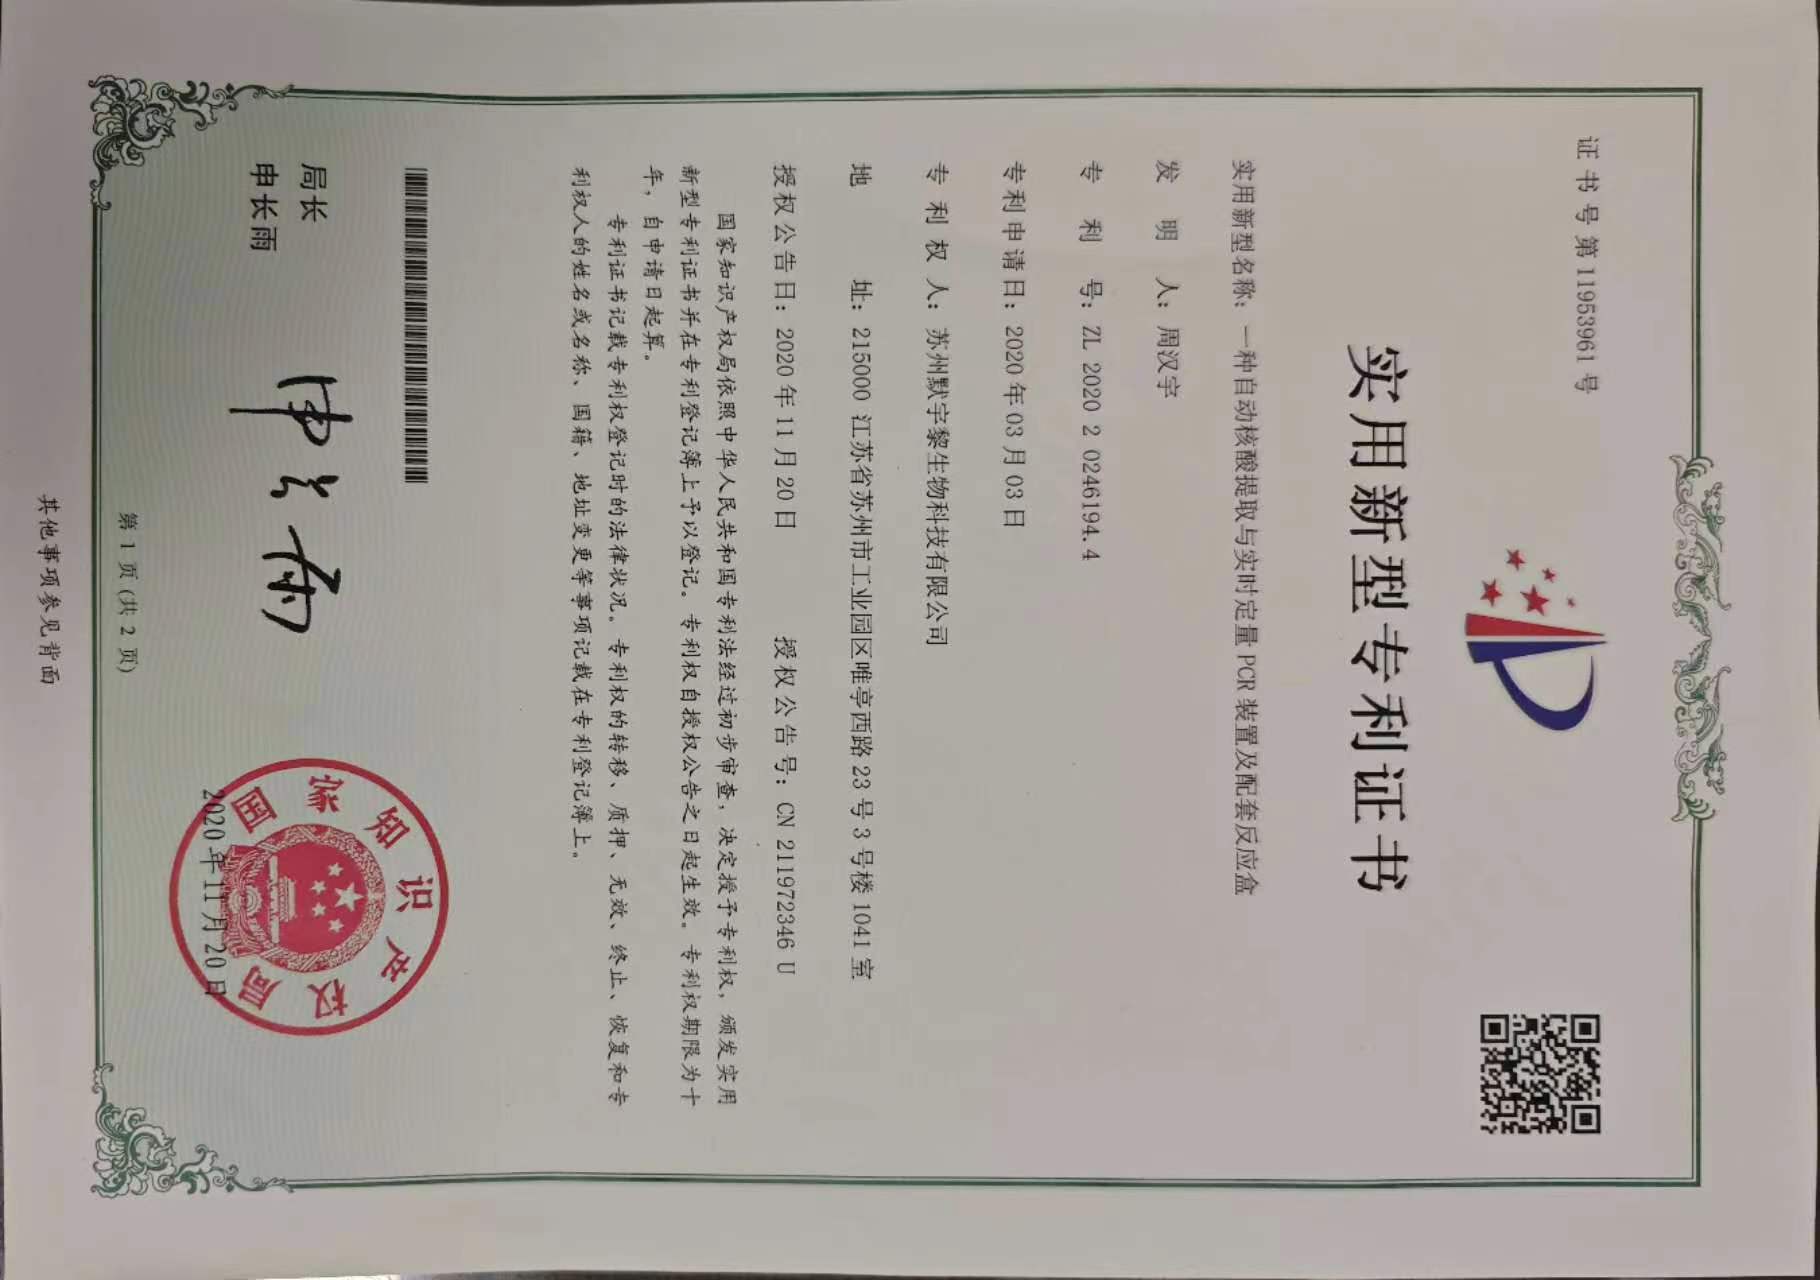 证书号第11953961号
实用新型专利证书
实用新型名称：一种自动核酸提取与实时定量PCR装置及配套反应盒
发明人：周汉宇
专利号：ZL 2020 2 0246194.4
专利申请日：2020年03月03日
专利权人：苏州默宇黎生物科技有限公司
地址：215000 江苏省苏州市工业园区唯亭西路23号3号楼1041室
授权公告日：2020年11月20日 授权公告号：CN 211972346 U
国家知识产权局依照中华人民共和国专利法经过初步审查，决定授予专利权，颁发实用
新型专利证书并在专利登记簿上予以登记。专利权自授权公告之日起生效。专利权期限为十
年，自申请日起算。
专利证书记载专利权登记时的法律状况。专利权的转移、质押、无效、终止、恢复和专
利权人的姓名或名称、国籍、地址变更等事项记载在专利登记簿上。
局长
申长雨
申长雨
国家知识产权局
2020年11月20日
第1页(共2页)
其他事项参见背面